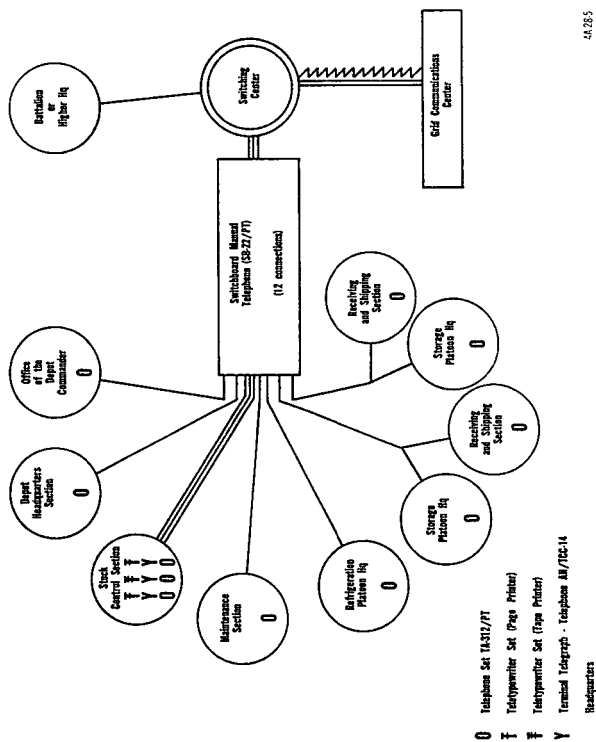 Battalion
or
Higher Hq
Switching
Center
Grid Communications
Center
Switchboard Manual
Telephone (SB-22/PT)
(12 connections)
Office
of the
Depot
Commander
Depot
Headquarters
Section
Stock
Control Section
Maintenance
Section
Refrigeration
Platoon Hq
Storage
Platoon Hq
Receiving
and Shipping
Section
Storage
Platoon Hq
Receiving
and Shipping
Section
Telephone Set TA-312/PT
Teletypewriter Set (Page Printer)
Teletypewriter Set (Tape Printer)
Terminal Telegraph - Telephone AN/TCC-14
Headquarters
4A 28-5